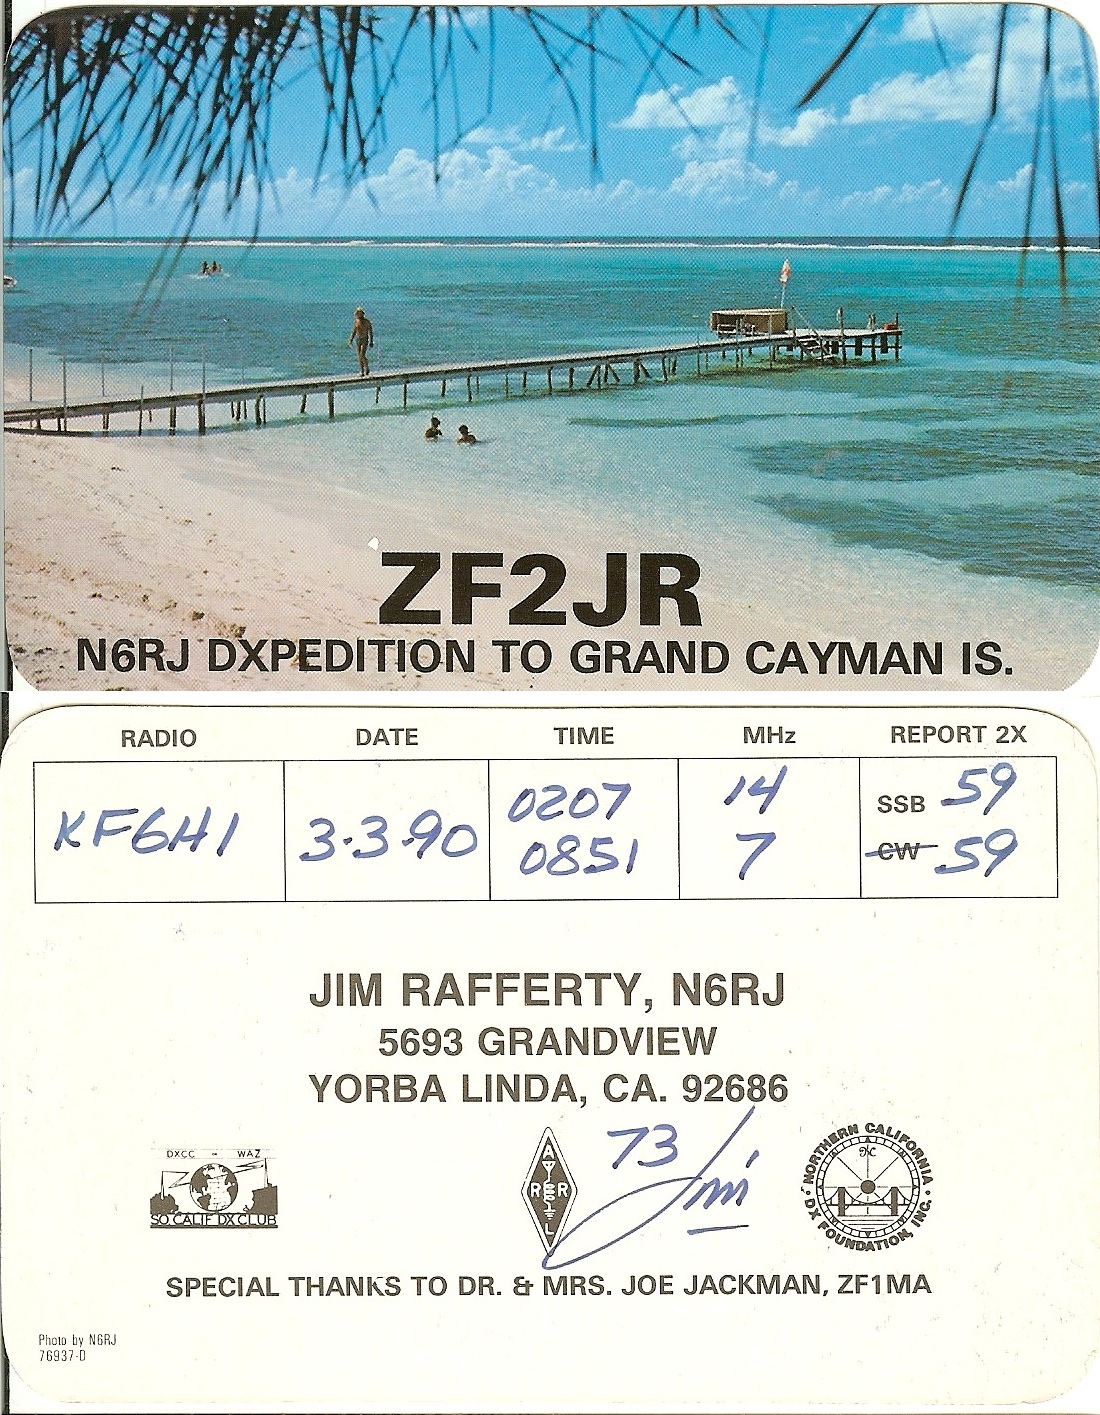 ZF2JR
N6RJ DXPEDITION TO GRAND CAYMAN IS.
RADIO DATE TIME MHz REPORT 2X
KF6HI 3·3·90 0207 14 SSB 59
0851 7 CW 59
JIM RAFFERTY, N6RJ
5693 GRANDVIEW
YORBA LINDA, CA. 92686
73 Jim
DXCC - WAZ
SO. CALIF DX CLUB
ARRL
NORTHERN CALIFORNIA DX FOUNDATION, INC.
SPECIAL THANKS TO DR. & MRS. JOE JACKMAN, ZF1MA
Photo by N6RJ
76937-D